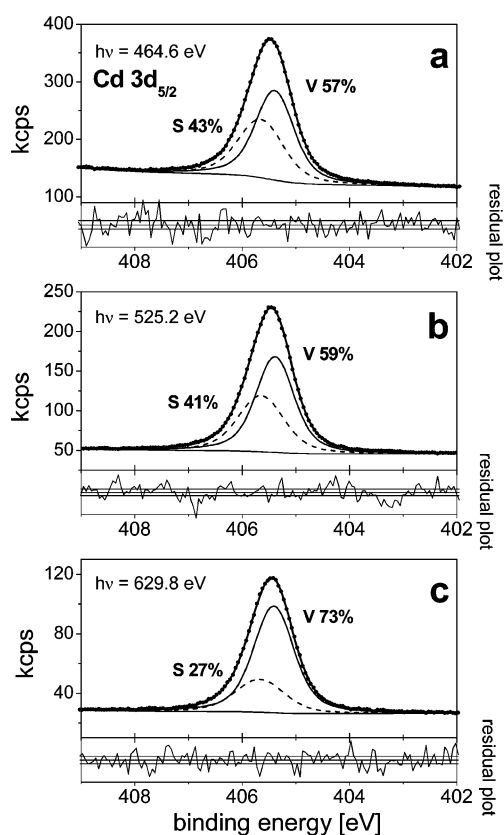 400
hν = 464.6 eV
a
Cd 3d5/2
V 57%
300
S 43%
kcps
200
100
residual plot
408 406 404 402
250
hν = 525.2 eV
b
200
V 59%
150
S 41%
kcps
100
50
residual plot
408 406 404 402
120
hν = 629.8 eV
c
V 73%
80
S 27%
kcps
40
residual plot
408 406 404 402
binding energy [eV]